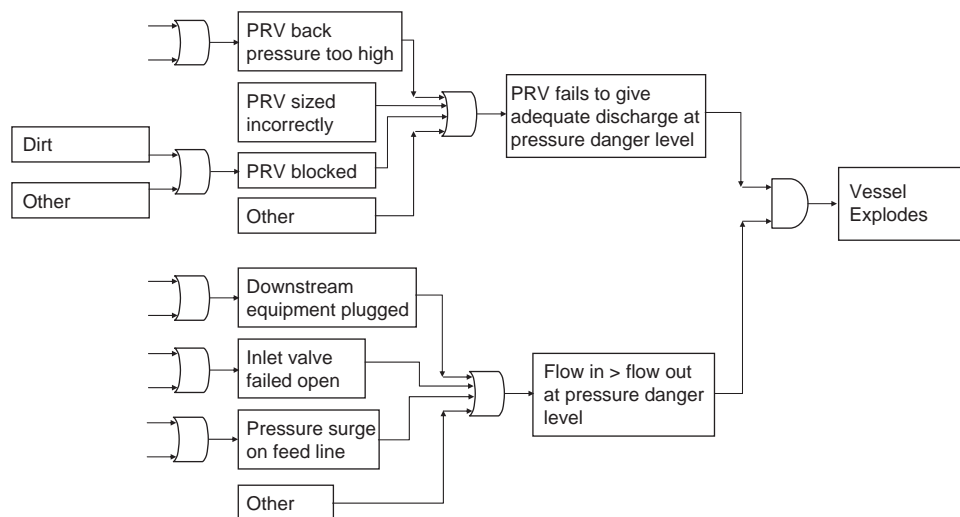 PRV back
pressure too high
PRV sized
incorrectly
Dirt
PRV blocked
Other
Other
PRV fails to give
adequate discharge at
pressure danger level
Vessel
Explodes
Downstream
equipment plugged
Inlet valve
failed open
Pressure surge
on feed line
Other
Flow in > flow out
at pressure danger
level